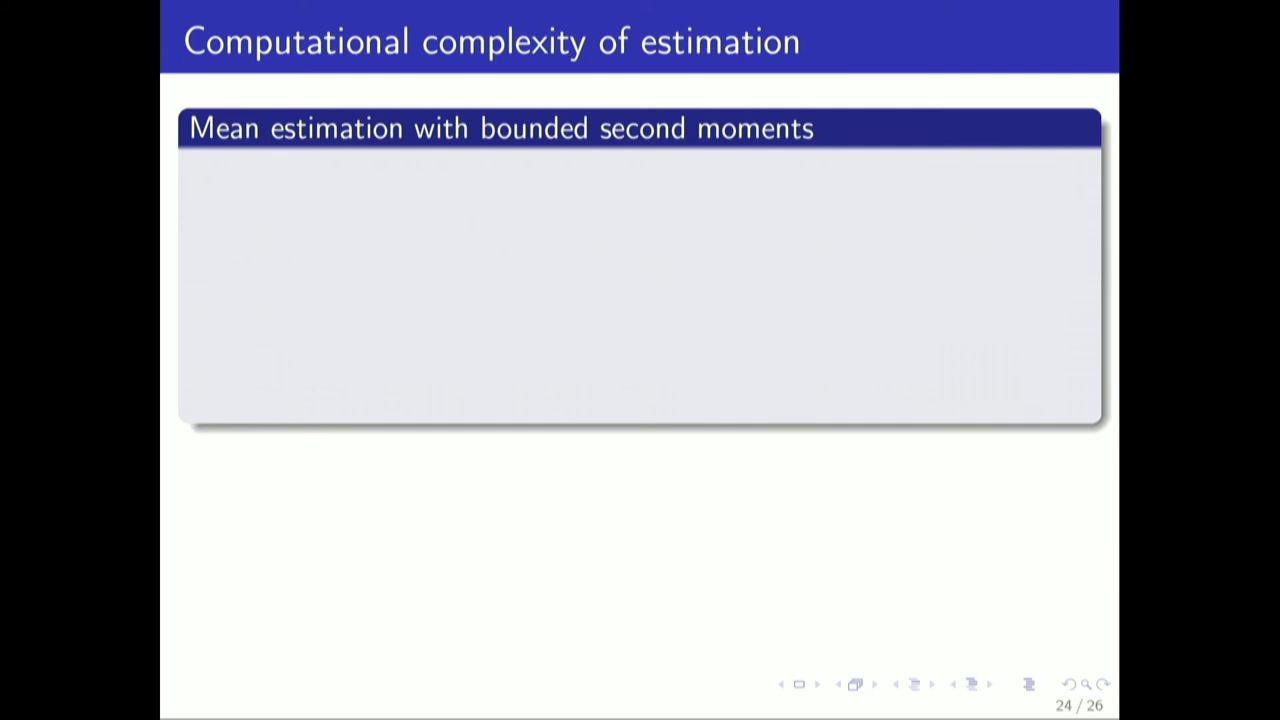 Computational complexity of estimation
Mean estimation with bounded second moments
24 / 26